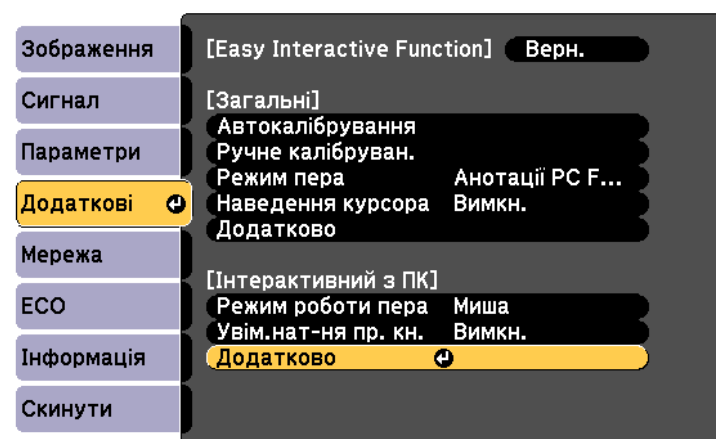 Зображення
Сигнал
Параметри
Додаткові
Мережа
ECO
Інформація
Скинути
[Easy Interactive Function] Верн.
[Загальні]
Автокалібрування
Ручне калібруван.
Режим пера Анотації PC F...
Наведення курсора Вимкн.
Додатково
[Інтерактивний з ПК]
Режим роботи пера Миша
Увім.нат-ня пр. кн. Вимкн.
Додатково